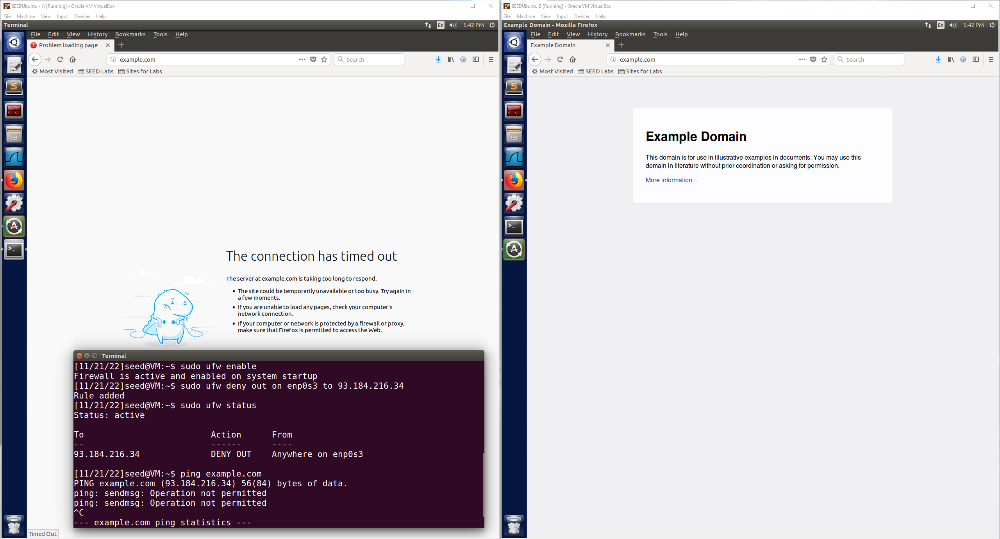 SEEDUbuntu - A [Running] - Oracle VM VirtualBox
File Machine View Input Devices Help
Terminal En 5:42 PM
File Edit View History Bookmarks Tools Help
Problem loading page
example.com Search
Most Visited SEED Labs Sites for Labs
The connection has timed out
The server at example.com is taking too long to respond.
The site could be temporarily unavailable or too busy. Try again in
a few moments.
If you are unable to load any pages, check your computer’s
network connection.
If your computer or network is protected by a firewall or proxy,
make sure that Firefox is permitted to access the Web.
Terminal
[11/21/22]seed@VM:~$ sudo ufw enable
Firewall is active and enabled on system startup
[11/21/22]seed@VM:~$ sudo ufw deny out on enp0s3 to 93.184.216.34
Rule added
[11/21/22]seed@VM:~$ sudo ufw status
Status: active
To Action From
-- ------ ----
93.184.216.34 DENY OUT Anywhere on enp0s3
[11/21/22]seed@VM:~$ ping example.com
PING example.com (93.184.216.34) 56(84) bytes of data.
ping: sendmsg: Operation not permitted
ping: sendmsg: Operation not permitted
^C
--- example.com ping statistics ---
Timed Out
SEEDUbuntu B [Running] - Oracle VM VirtualBox
File Machine View Input Devices Help
Example Domain - Mozilla Firefox En 5:42 PM
File Edit View History Bookmarks Tools Help
Example Domain
example.com Search
Most Visited SEED Labs Sites for Labs
Example Domain
This domain is for use in illustrative examples in documents. You may use this
domain in literature without prior coordination or asking for permission.
More information...